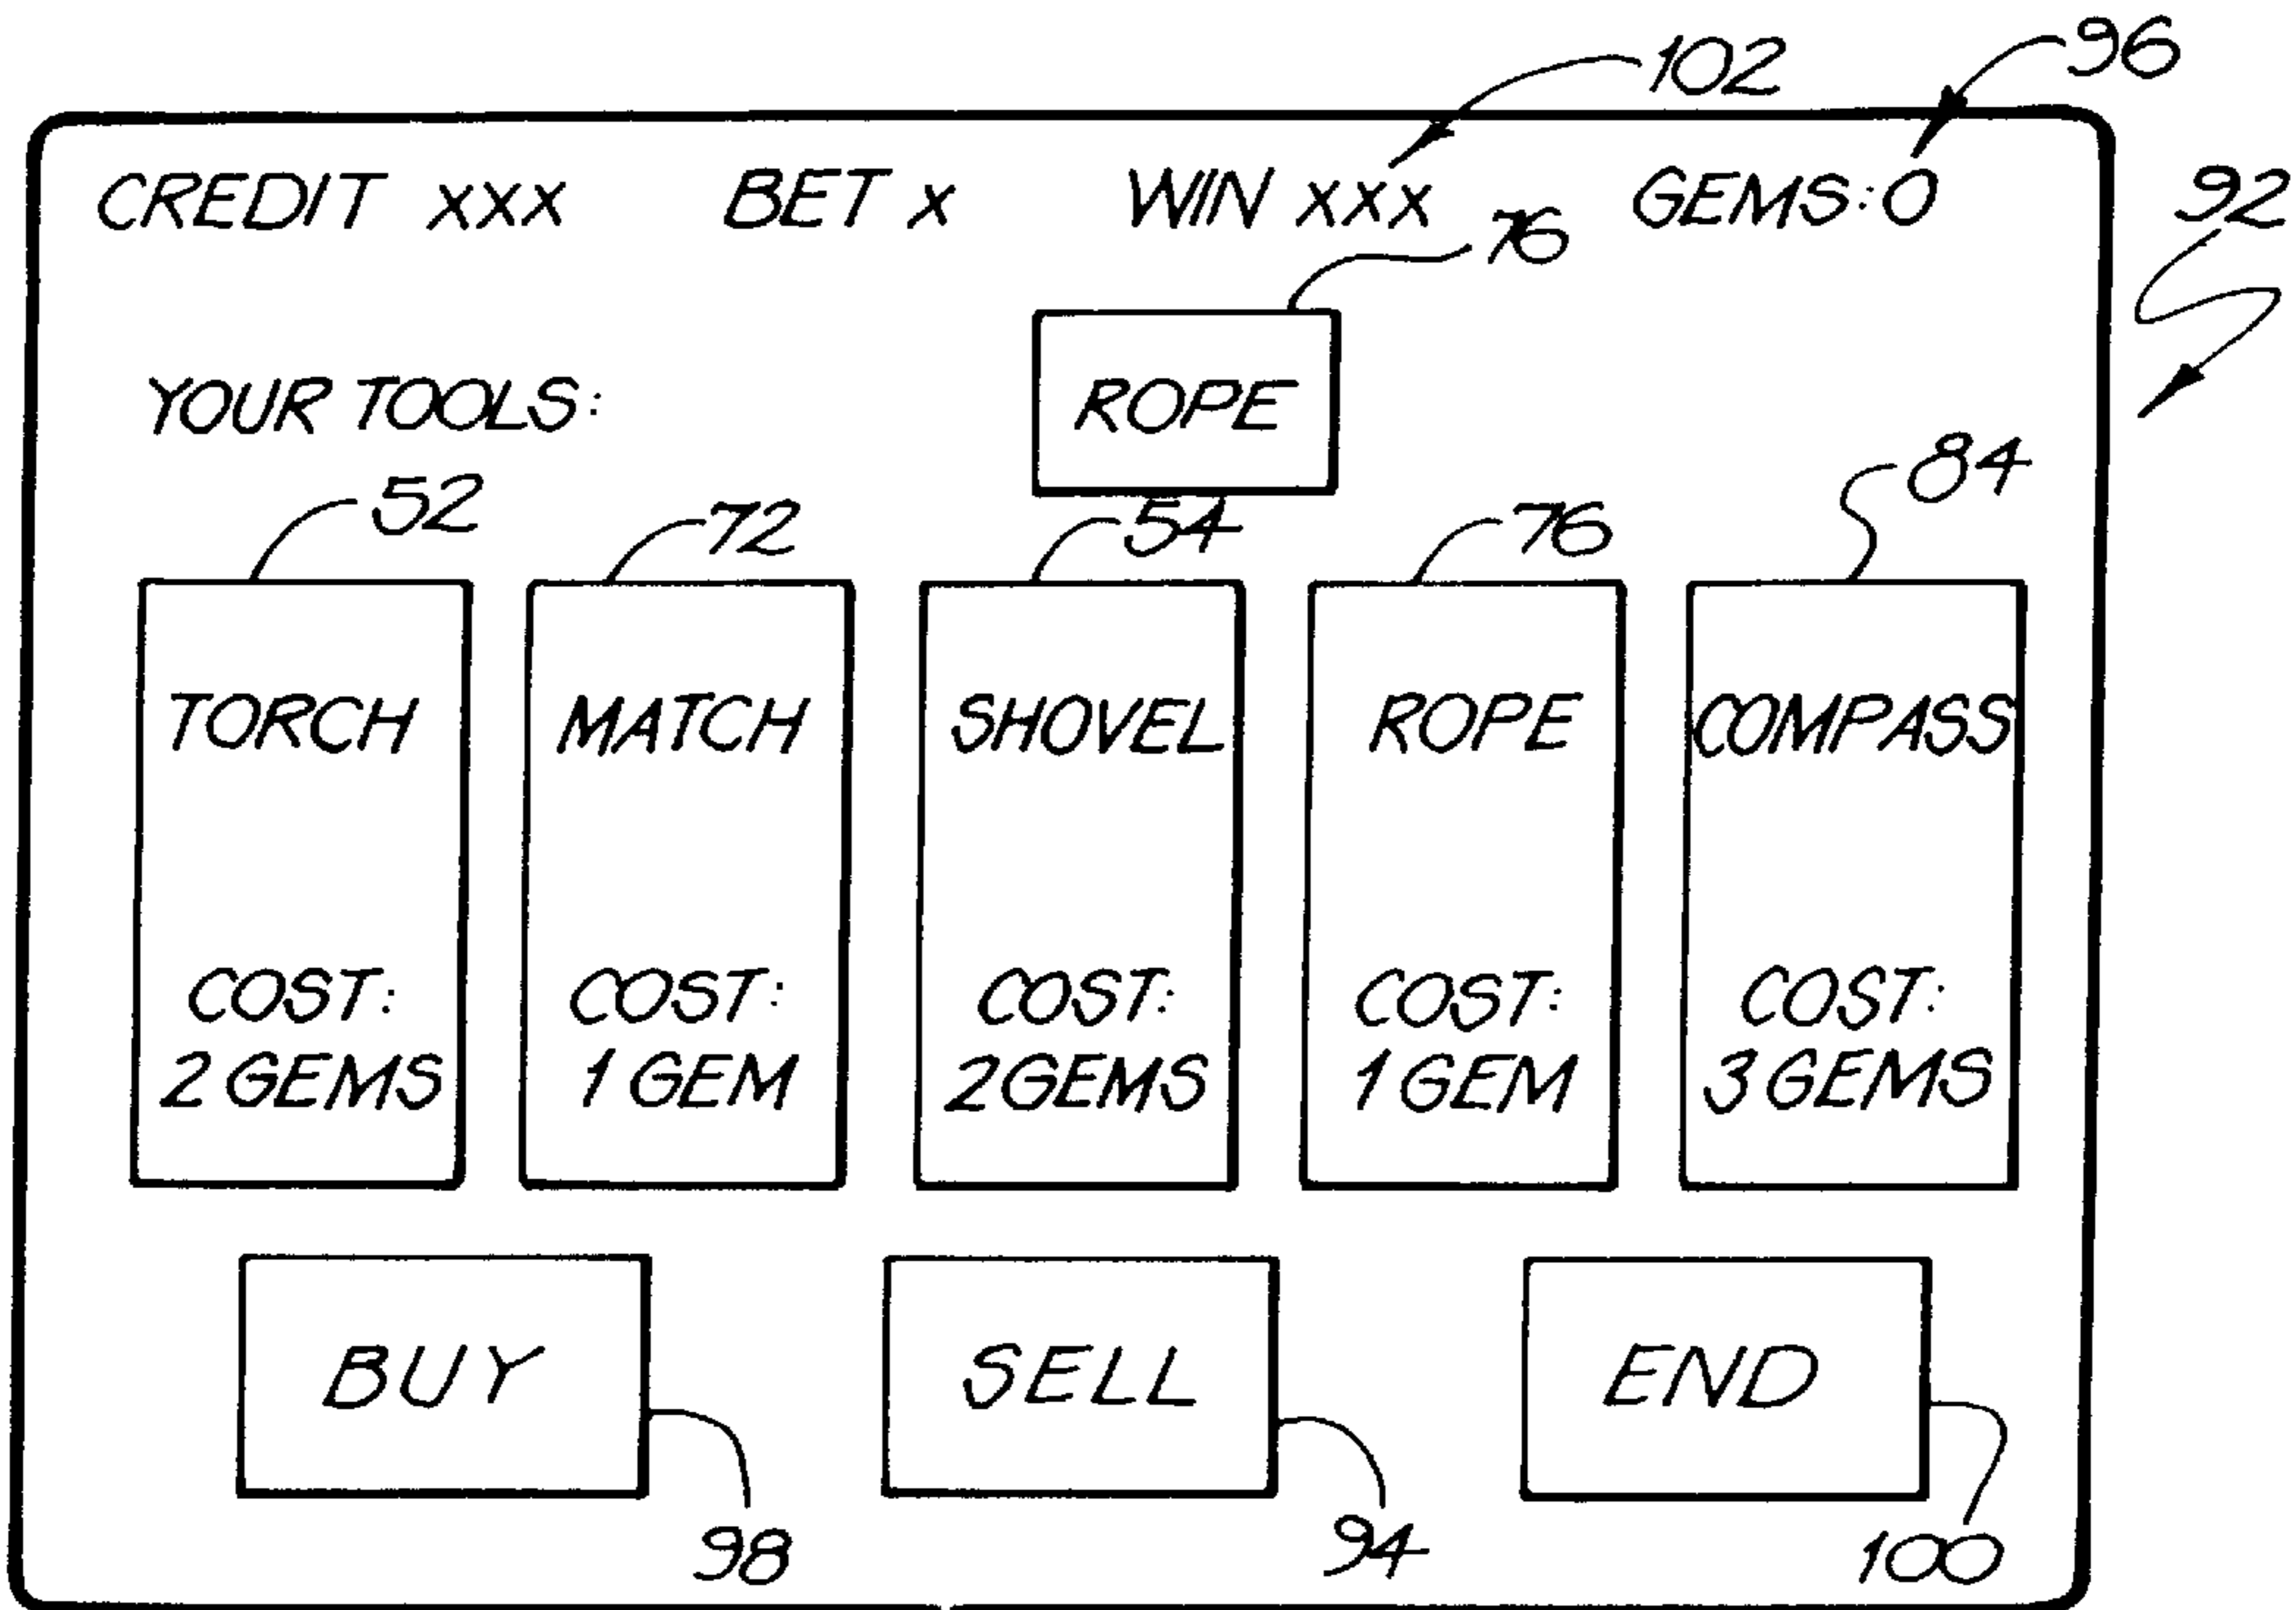 102 96
CREDIT xxx BET x WIN xxx GEMS: 0
92
76
YOUR TOOLS: ROPE
52 72 54 76 84
TORCH MATCH SHOVEL ROPE COMPASS
COST: COST: COST: COST: COST:
2 GEMS 1 GEM 2 GEMS 1 GEM 3 GEMS
BUY SELL END
98 94 100